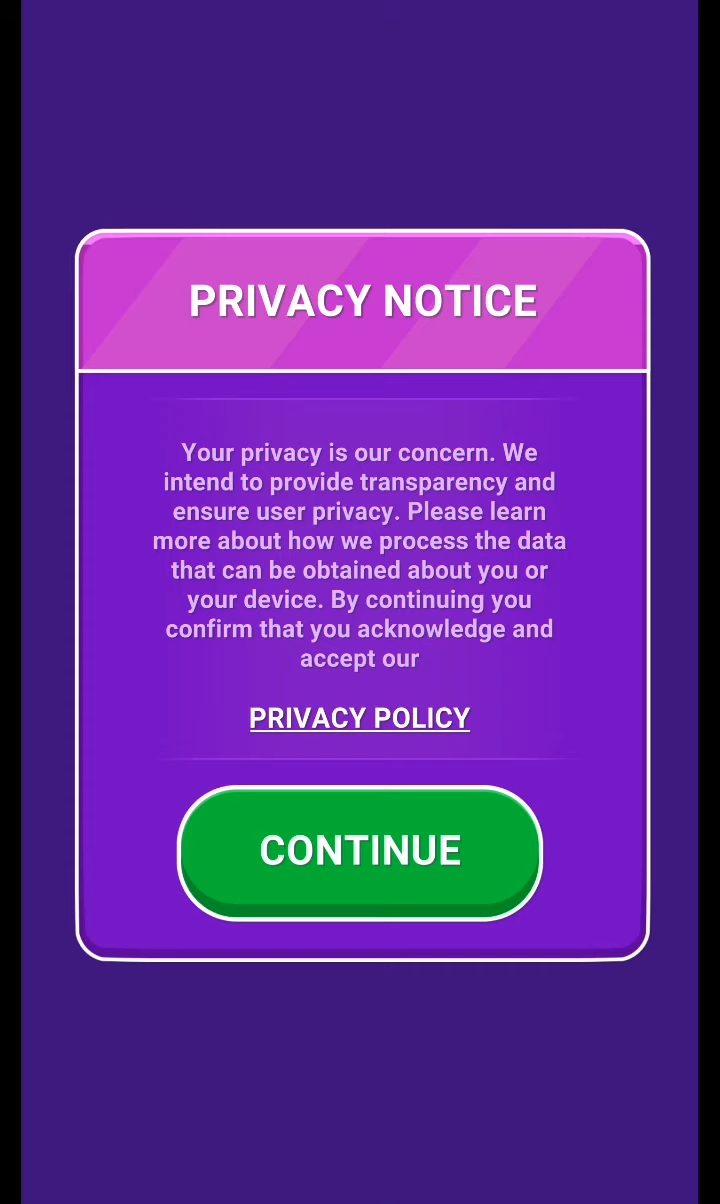 PRIVACY NOTICE
Your privacy is our concern. We
intend to provide transparency and
ensure user privacy. Please learn
more about how we process the data
that can be obtained about you or
your device. By continuing you
confirm that you acknowledge and
accept our
PRIVACY POLICY
CONTINUE